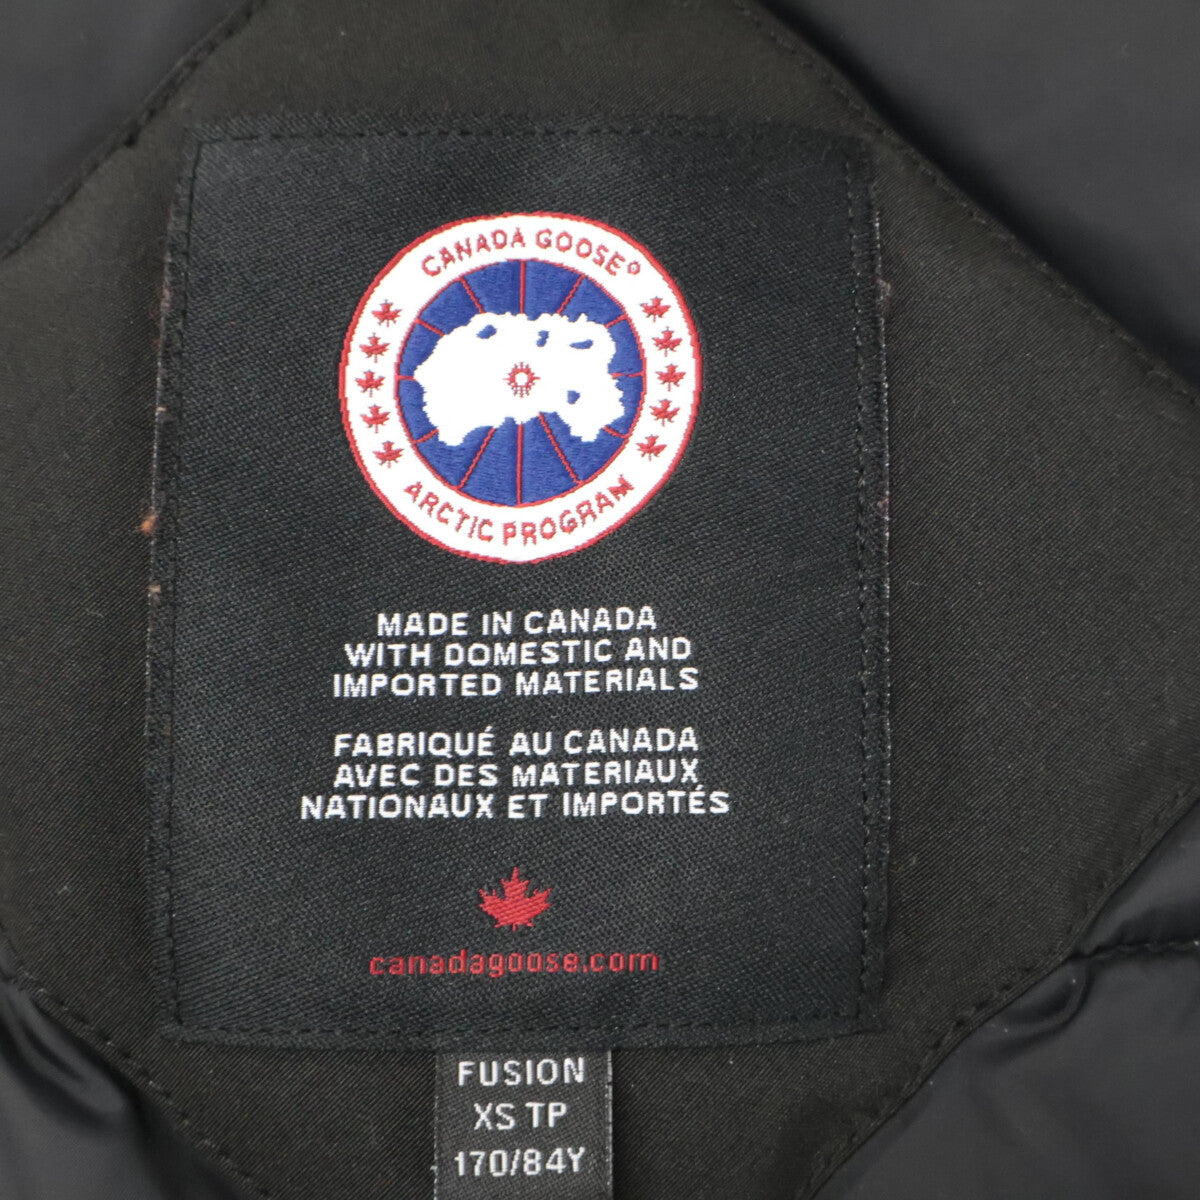 CANADA GOOSE®
ARCTIC PROGRAM
MADE IN CANADA
WITH DOMESTIC AND
IMPORTED MATERIALS
FABRIQUÉ AU CANADA
AVEC DES MATERIAUX
NATIONAUX ET IMPORTÉS
canadagoose.com
FUSION
XS TP
170/84Y